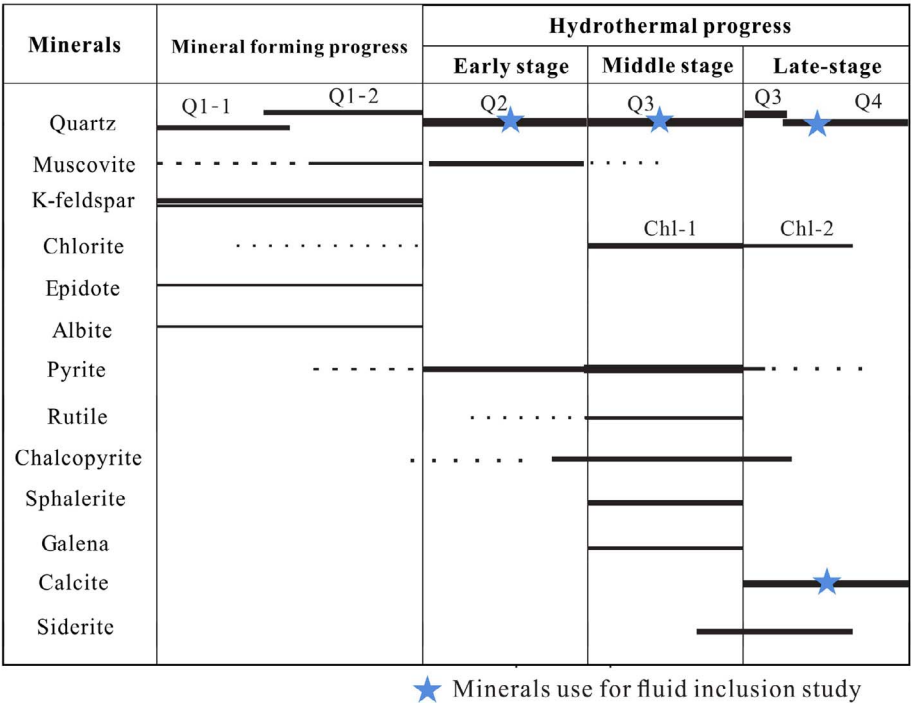 Minerals
Mineral forming progress
Hydrothermal progress
Early stage
Middle stage
Late-stage
Quartz
Q1-1
Q1-2
Q2
Q3
Q3
Q4
Muscovite
K-feldspar
Chlorite
Chl-1
Chl-2
Epidote
Albite
Pyrite
Rutile
Chalcopyrite
Sphalerite
Galena
Calcite
Siderite
Minerals use for fluid inclusion study